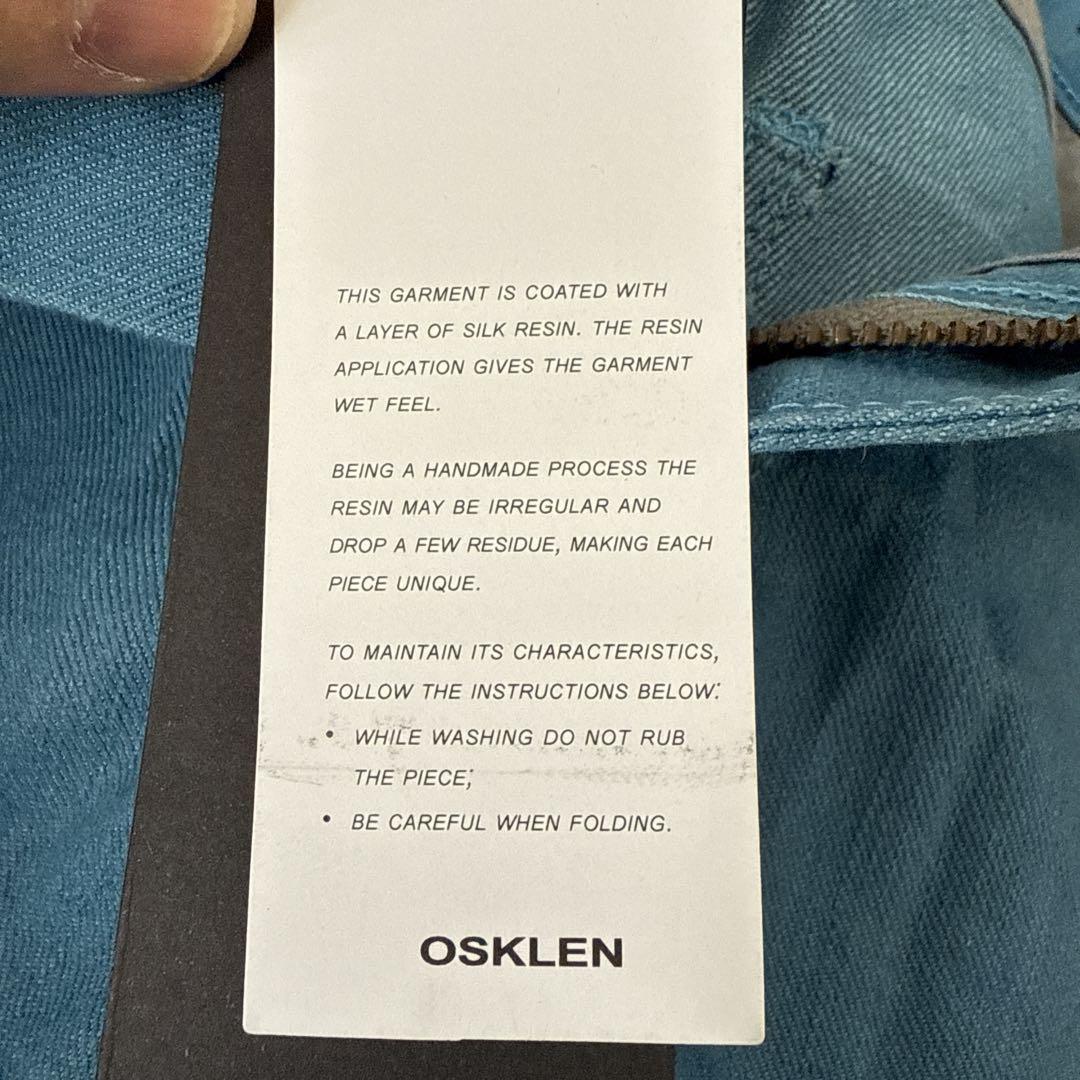 THIS GARMENT IS COATED WITH
A LAYER OF SILK RESIN. THE RESIN
APPLICATION GIVES THE GARMENT
WET FEEL.
BEING A HANDMADE PROCESS THE
RESIN MAY BE IRREGULAR AND
DROP A FEW RESIDUE, MAKING EACH
PIECE UNIQUE.
TO MAINTAIN ITS CHARACTERISTICS,
FOLLOW THE INSTRUCTIONS BELOW:
• WHILE WASHING DO NOT RUB
THE PIECE;
• BE CAREFUL WHEN FOLDING.
OSKLEN